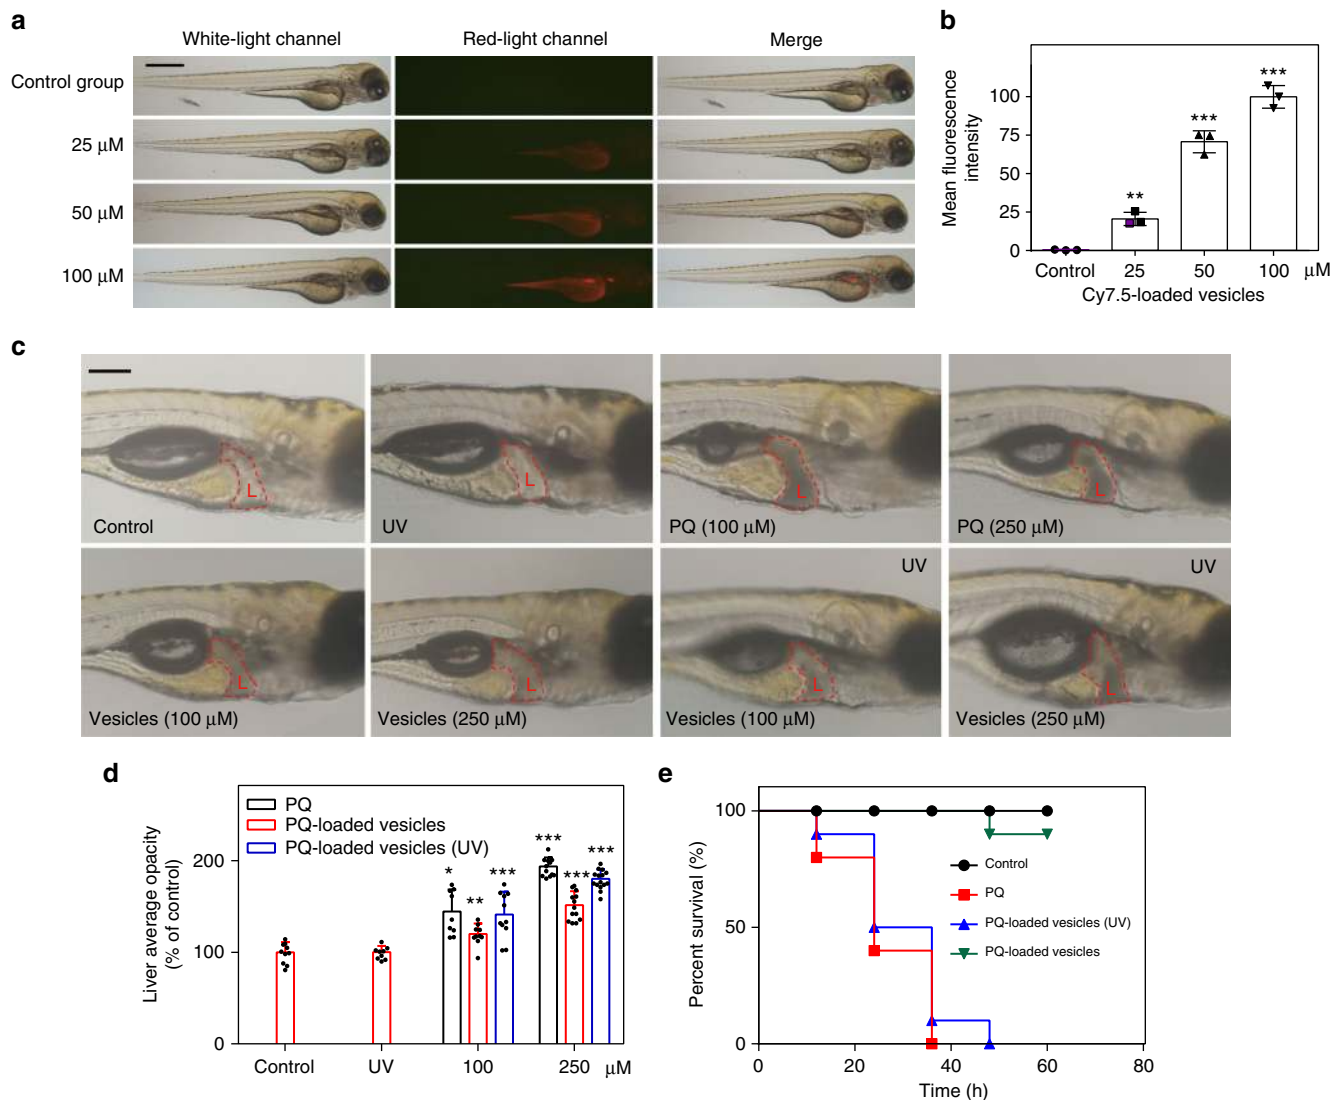 a
White-light channel Red-light channel Merge
Control group
25 μM
50 μM
100 μM
b
Mean fluorescence
intensity
100
75
50
25
0
**
***
***
Control 25 50 100 μM
Cy7.5-loaded vesicles
c
L
Control
L
UV
L
PQ (100 μM)
L
PQ (250 μM)
L
Vesicles (100 μM)
L
Vesicles (250 μM)
UV
L
Vesicles (100 μM)
UV
L
Vesicles (250 μM)
d
Liver average opacity
(% of control)
200
100
0
PQ
PQ-loaded vesicles
PQ-loaded vesicles (UV)
* ** ***
*** *** ***
Control UV 100 250 μM
e
Percent survival (%)
100
50
0
Control
PQ
PQ-loaded vesicles (UV)
PQ-loaded vesicles
0 20 40 60 80
Time (h)